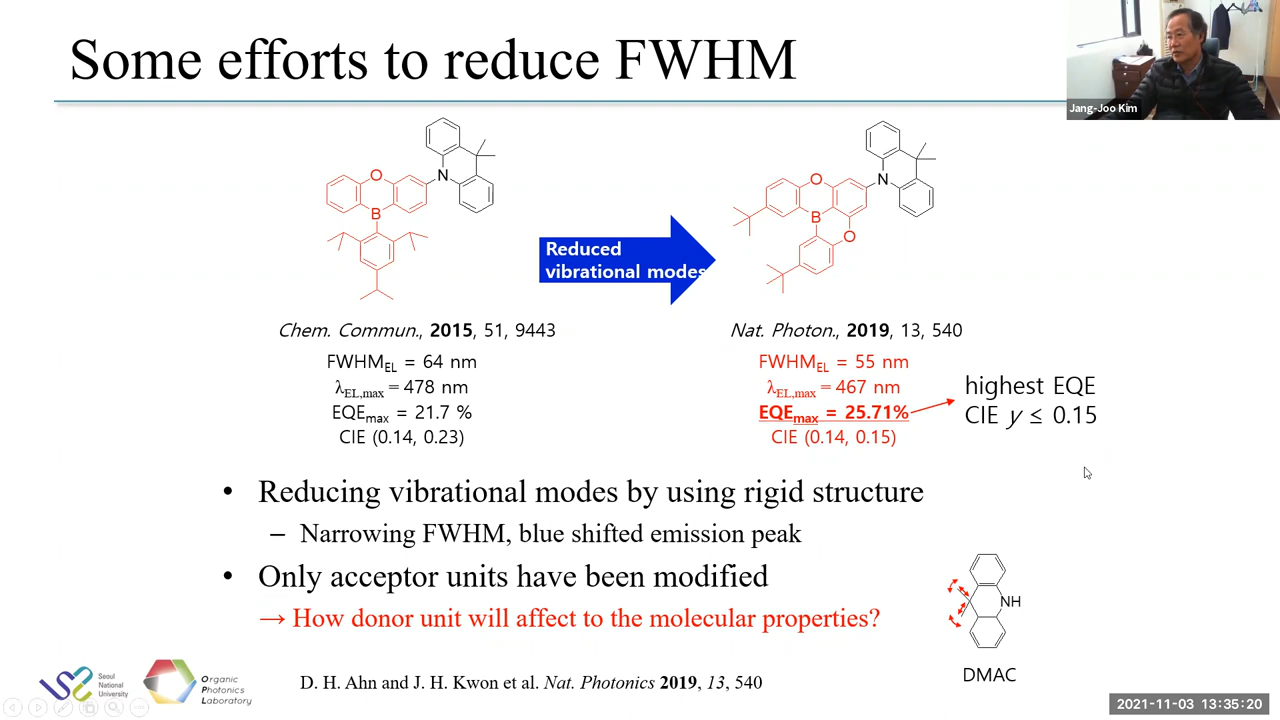 Some efforts to reduce FWHM
Jang-Joo Kim
O
N
B
O
N
B
O
Reduced
vibrational modes
Chem. Commun., 2015, 51, 9443
FWHM_EL = 64 nm
λ_EL,max = 478 nm
EQE_max = 21.7 %
CIE (0.14, 0.23)
Nat. Photon., 2019, 13, 540
FWHM_EL = 55 nm
λ_EL,max = 467 nm
EQE_max = 25.71%
CIE (0.14, 0.15)
highest EQE
CIE y ≤ 0.15
• Reducing vibrational modes by using rigid structure
– Narrowing FWHM, blue shifted emission peak
• Only acceptor units have been modified
→ How donor unit will affect to the molecular properties?
NH
DMAC
Seoul
National
University
Organic
Photonics
Laboratory
D. H. Ahn and J. H. Kwon et al. Nat. Photonics 2019, 13, 540
2021-11-03 13:35:20